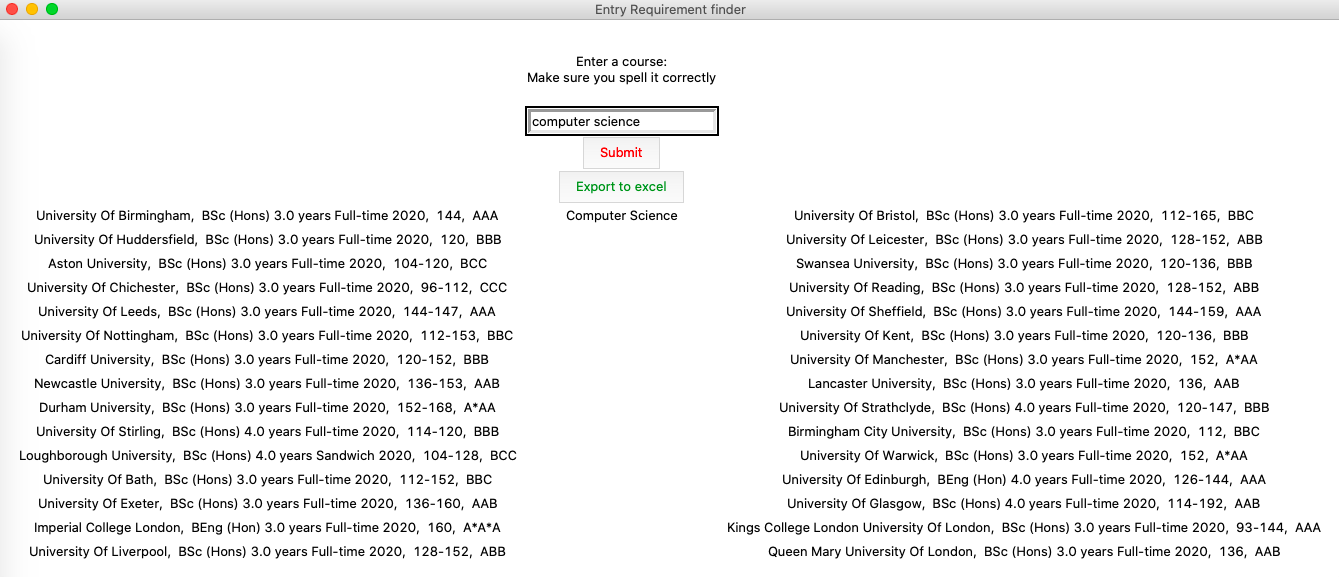 Entry Requirement finder
Enter a course:
Make sure you spell it correctly
computer science
Submit
Export to excel
Computer Science
University Of Birmingham, BSc (Hons) 3.0 years Full-time 2020, 144, AAA
University Of Huddersfield, BSc (Hons) 3.0 years Full-time 2020, 120, BBB
Aston University, BSc (Hons) 3.0 years Full-time 2020, 104-120, BCC
University Of Chichester, BSc (Hons) 3.0 years Full-time 2020, 96-112, CCC
University Of Leeds, BSc (Hons) 3.0 years Full-time 2020, 144-147, AAA
University Of Nottingham, BSc (Hons) 3.0 years Full-time 2020, 112-153, BBC
Cardiff University, BSc (Hons) 3.0 years Full-time 2020, 120-152, BBB
Newcastle University, BSc (Hons) 3.0 years Full-time 2020, 136-153, AAB
Durham University, BSc (Hons) 3.0 years Full-time 2020, 152-168, A*AA
University Of Stirling, BSc (Hons) 4.0 years Full-time 2020, 114-120, BBB
Loughborough University, BSc (Hons) 4.0 years Sandwich 2020, 104-128, BCC
University Of Bath, BSc (Hons) 3.0 years Full-time 2020, 112-152, BBC
University Of Exeter, BSc (Hons) 3.0 years Full-time 2020, 136-160, AAB
Imperial College London, BEng (Hon) 3.0 years Full-time 2020, 160, A*A*A
University Of Liverpool, BSc (Hons) 3.0 years Full-time 2020, 128-152, ABB
University Of Bristol, BSc (Hons) 3.0 years Full-time 2020, 112-165, BBC
University Of Leicester, BSc (Hons) 3.0 years Full-time 2020, 128-152, ABB
Swansea University, BSc (Hons) 3.0 years Full-time 2020, 120-136, BBB
University Of Reading, BSc (Hons) 3.0 years Full-time 2020, 128-152, ABB
University Of Sheffield, BSc (Hons) 3.0 years Full-time 2020, 144-159, AAA
University Of Kent, BSc (Hons) 3.0 years Full-time 2020, 120-136, BBB
University Of Manchester, BSc (Hons) 3.0 years Full-time 2020, 152, A*AA
Lancaster University, BSc (Hons) 3.0 years Full-time 2020, 136, AAB
University Of Strathclyde, BSc (Hons) 4.0 years Full-time 2020, 120-147, BBB
Birmingham City University, BSc (Hons) 3.0 years Full-time 2020, 112, BBC
University Of Warwick, BSc (Hons) 3.0 years Full-time 2020, 152, A*AA
University Of Edinburgh, BEng (Hon) 4.0 years Full-time 2020, 126-144, AAA
University Of Glasgow, BSc (Hons) 4.0 years Full-time 2020, 114-192, AAB
Kings College London University Of London, BSc (Hons) 3.0 years Full-time 2020, 93-144, AAA
Queen Mary University Of London, BSc (Hons) 3.0 years Full-time 2020, 136, AAB